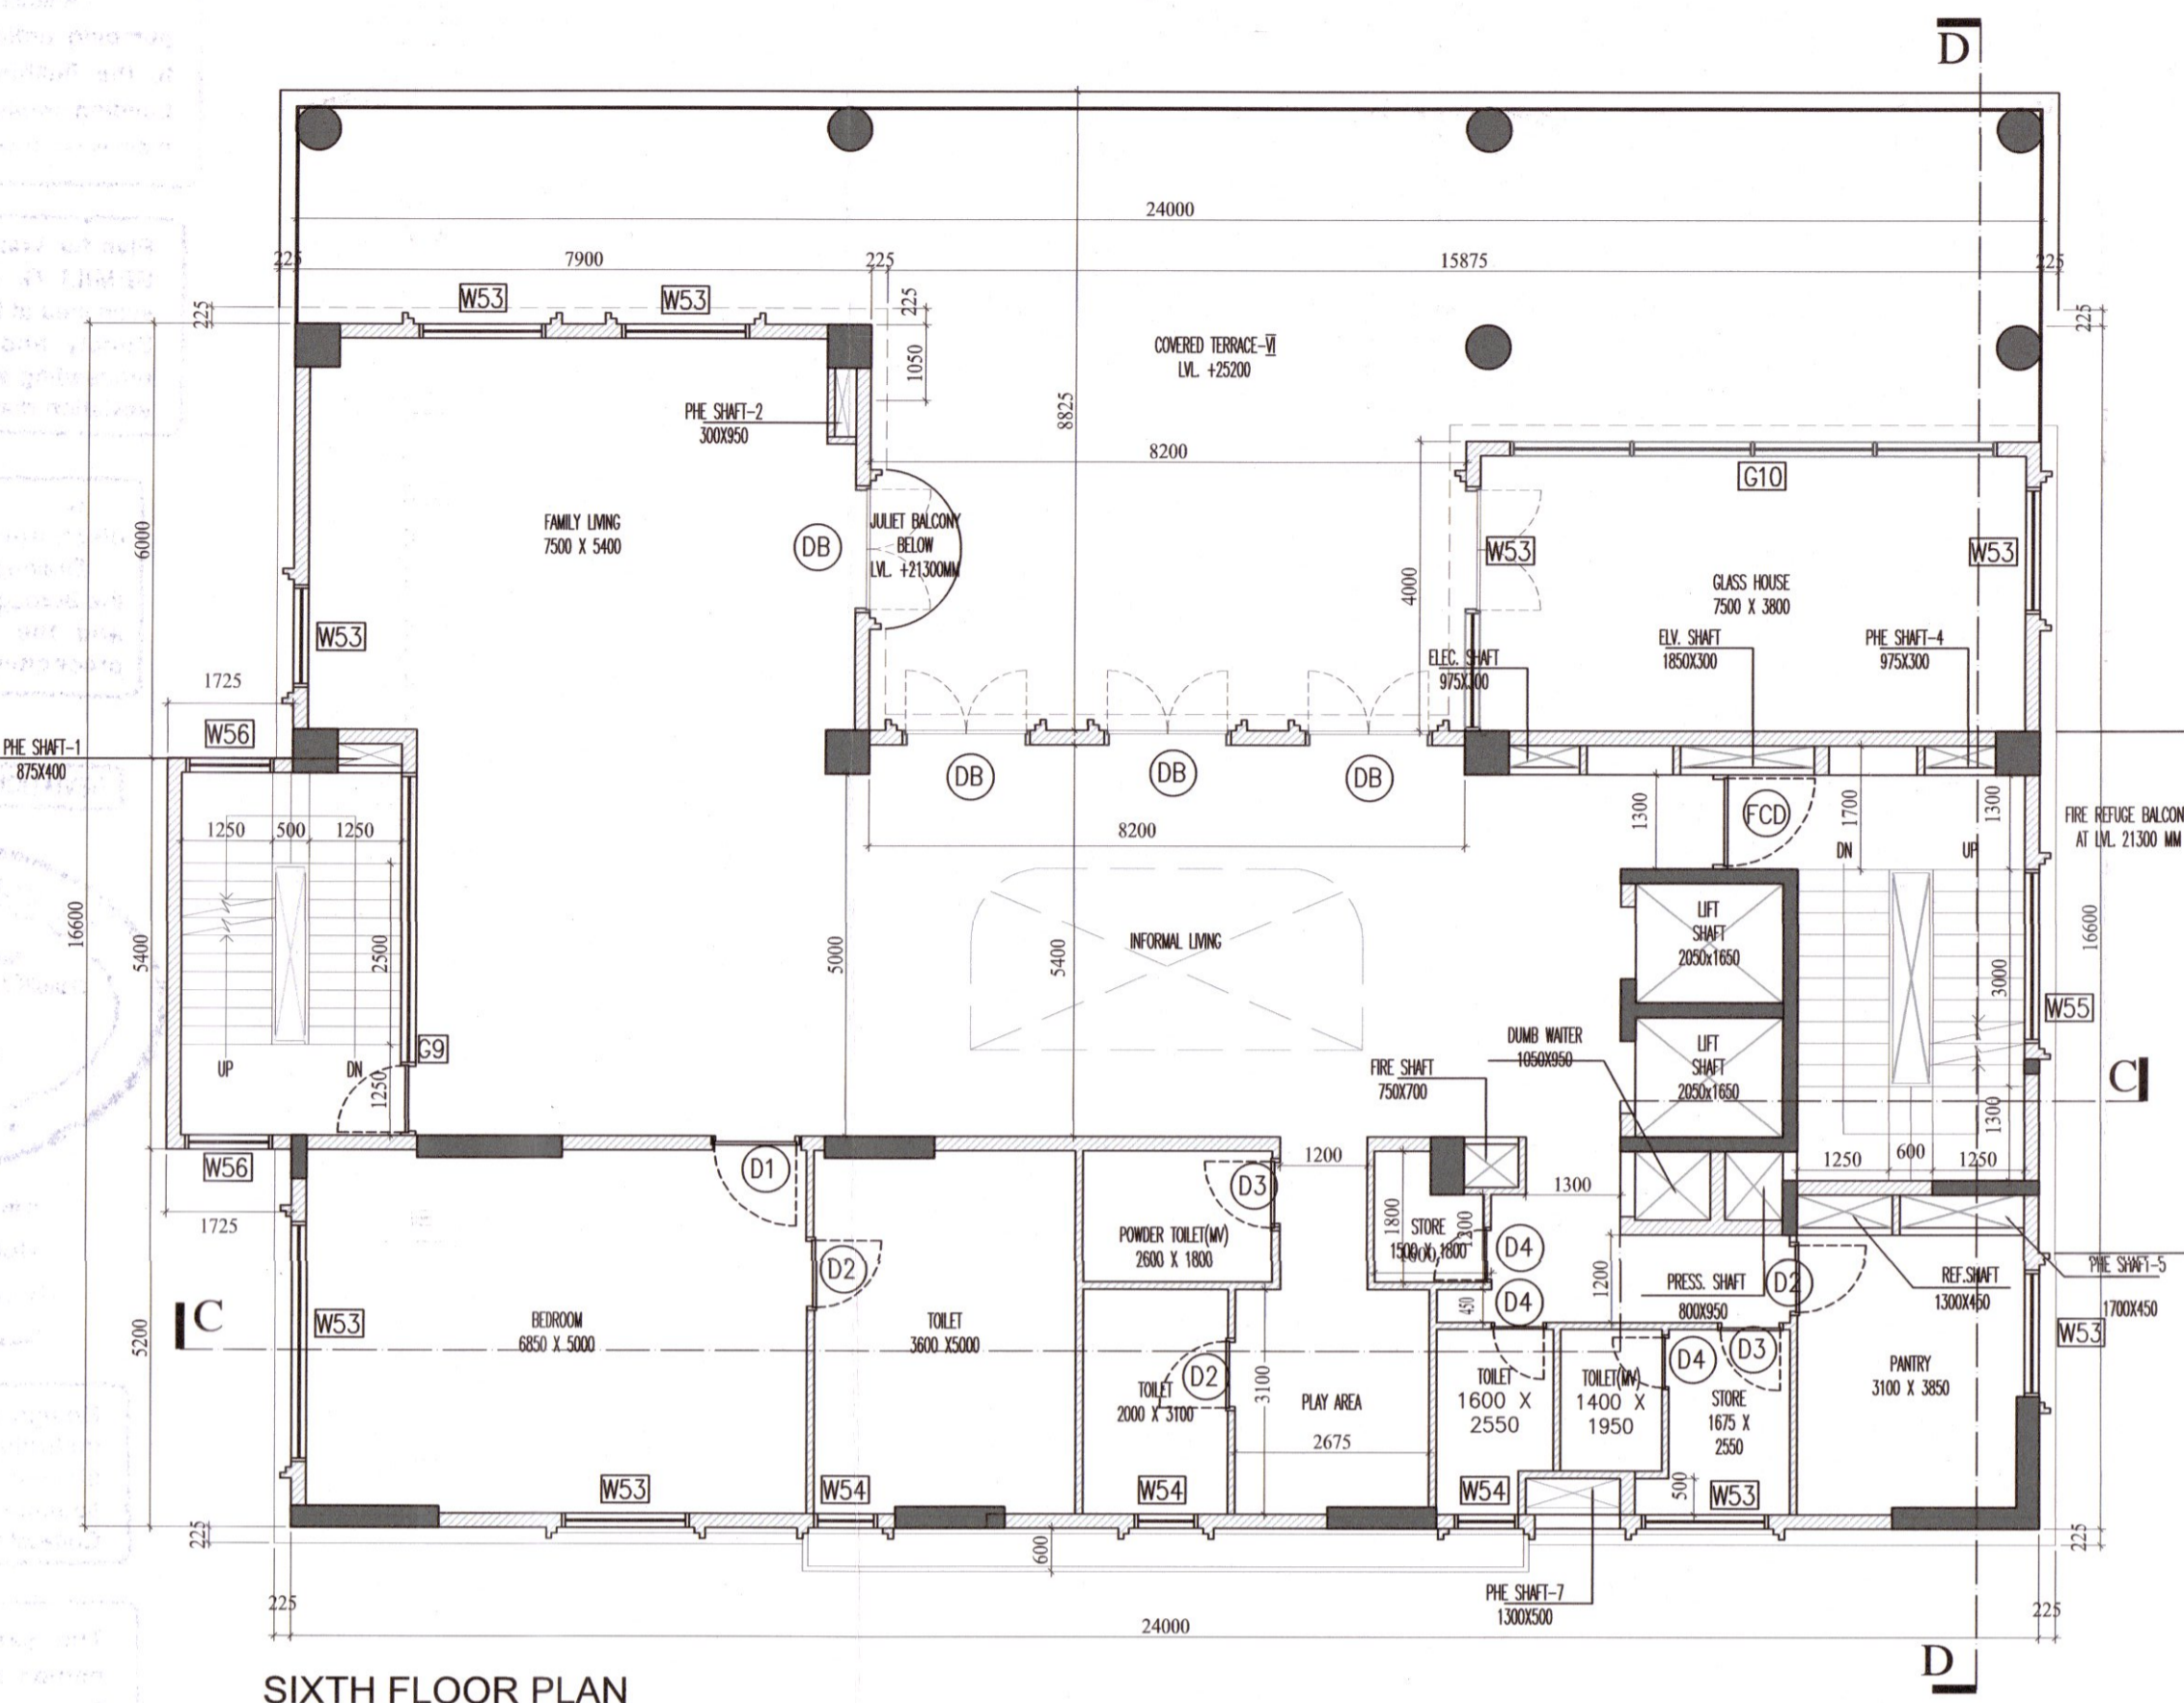 D
24000
225
7900
225
15875
225
W53
W53
225
225
225
COVERED TERRACE-VI
LVL. +25200
1050
8825
PHE SHAFT-2
300X950
8200
G10
FAMILY LIVING
7500 X 5400
DB
JULIET BALCONY
BELOW
LVL. +21300MM
W53
W53
6000
4000
GLASS HOUSE
7500 X 3800
W53
ELEC. SHAFT
975X300
ELV. SHAFT
1850X300
PHE SHAFT-4
975X300
1725
W56
PHE SHAFT-1
875X400
DB
DB
DB
1250
500
1250
8200
1300
FCD
1700
1300
DN
UP
FIRE REFUGE BALCON
AT LVL. 21300 MM
16600
5400
2500
5000
5400
INFORMAL LIVING
LIFT
SHAFT
2050x1650
3000
16600
W55
G9
UP
DN
1250
FIRE SHAFT
750X700
DUMB WAITER
1050X950
LIFT
SHAFT
2050x1650
1300
C
W56
1725
D1
D3
1200
1300
1250
600
1250
POWDER TOILET(MV)
2600 X 1800
1800
STORE
1500 X 1800
D4
D2
1200
PRESS. SHAFT
800X950
D2
REF.SHAFT
1300X450
PHE SHAFT-5
1700X450
C
W53
BEDROOM
6850 X 5000
TOILET
3600 X5000
450
D4
W53
5200
D2
TOILET
2000 X 3100
3100
PLAY AREA
2675
TOILET
1600 X
2550
TOILET(MV)
1400 X
1950
D4
D3
STORE
1675 X
2550
PANTRY
3100 X 3850
W53
W54
W54
W54
500
W53
225
600
225
PHE SHAFT-7
1300X500
225
24000
225
D
SIXTH FLOOR PLAN